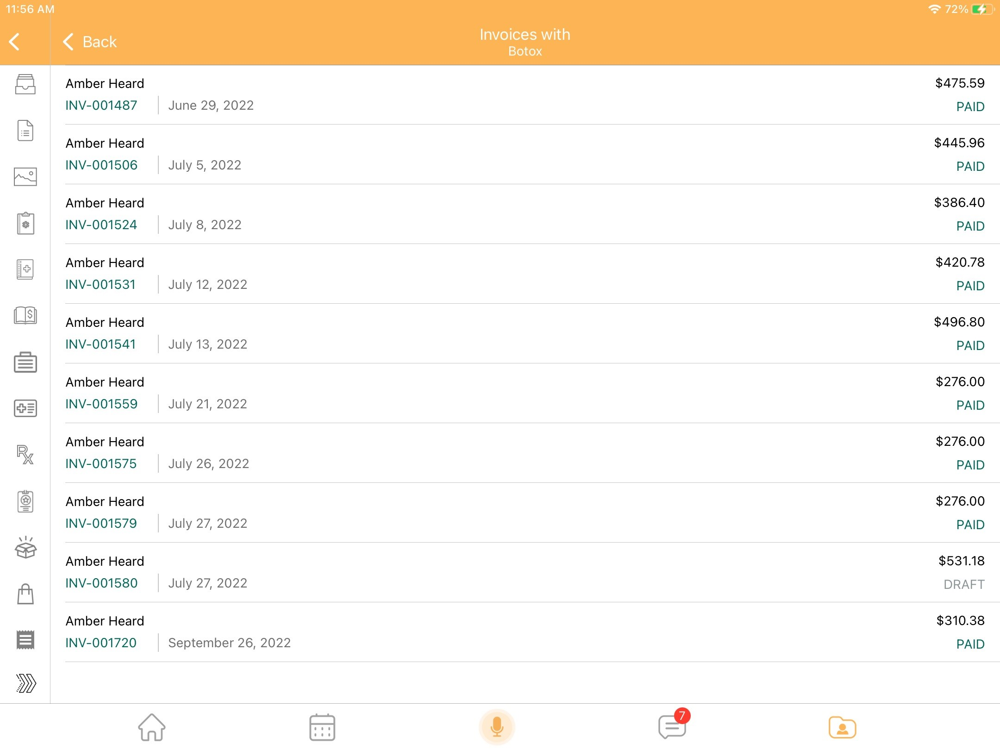 11:56 AM
72%
Back
Invoices with
Botox
Amber Heard
$475.59
INV-001487
June 29, 2022
PAID
Amber Heard
$445.96
INV-001506
July 5, 2022
PAID
Amber Heard
$386.40
INV-001524
July 8, 2022
PAID
Amber Heard
$420.78
INV-001531
July 12, 2022
PAID
Amber Heard
$496.80
INV-001541
July 13, 2022
PAID
Amber Heard
$276.00
INV-001559
July 21, 2022
PAID
Amber Heard
$276.00
INV-001575
July 26, 2022
PAID
Amber Heard
$276.00
INV-001579
July 27, 2022
PAID
Amber Heard
$531.18
INV-001580
July 27, 2022
DRAFT
Amber Heard
$310.38
INV-001720
September 26, 2022
PAID
7